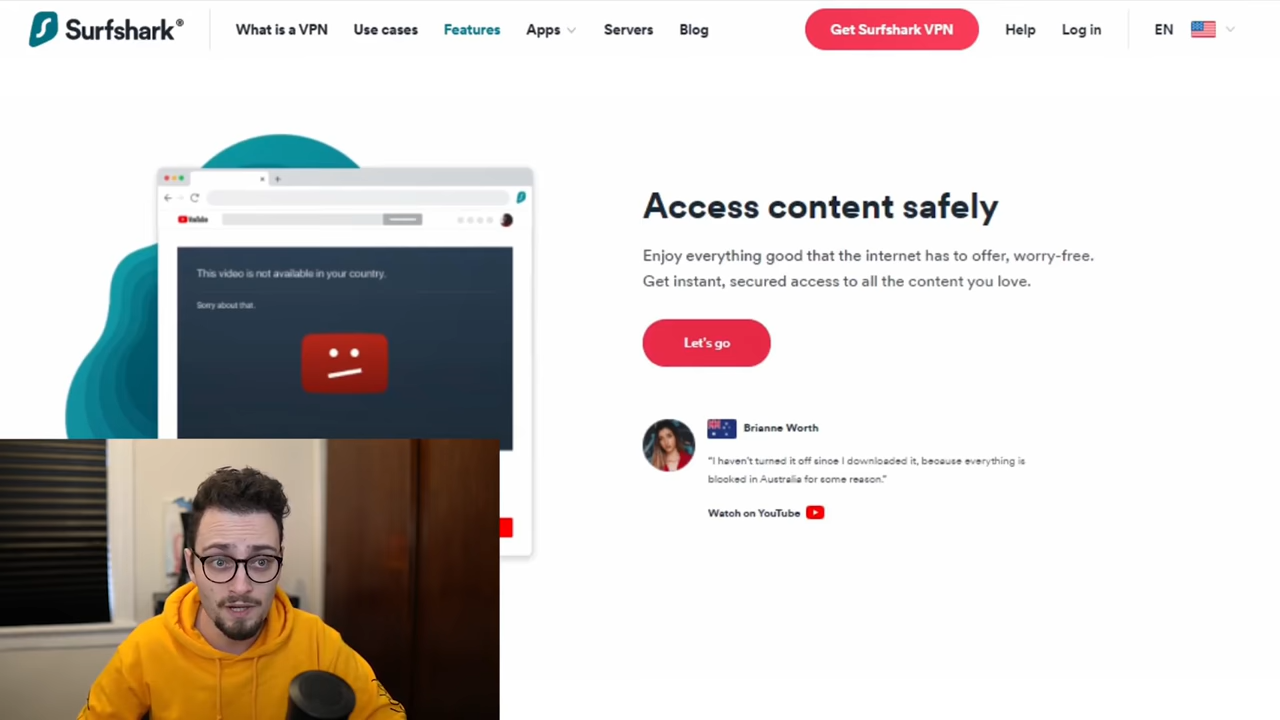 Surfshark®
What is a VPN
Use cases
Features
Apps
Servers
Blog
Get Surfshark VPN
Help
Log in
EN
YouTube
This video is not available in your country.
Sorry about that.
Access content safely
Enjoy everything good that the internet has to offer, worry-free.
Get instant, secured access to all the content you love.
Let's go
Brianne Worth
"I haven't turned it off since I downloaded it, because everything is
blocked in Australia for some reason."
Watch on YouTube